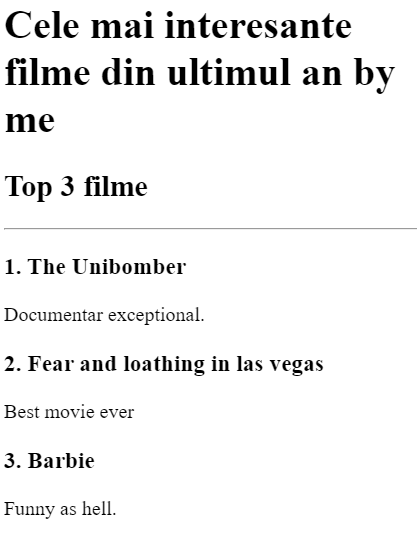 Cele mai interesante
filme din ultimul an by
me
Top 3 filme
1. The Unibomber
Documentar exceptional.
2. Fear and loathing in las vegas
Best movie ever
3. Barbie
Funny as hell.